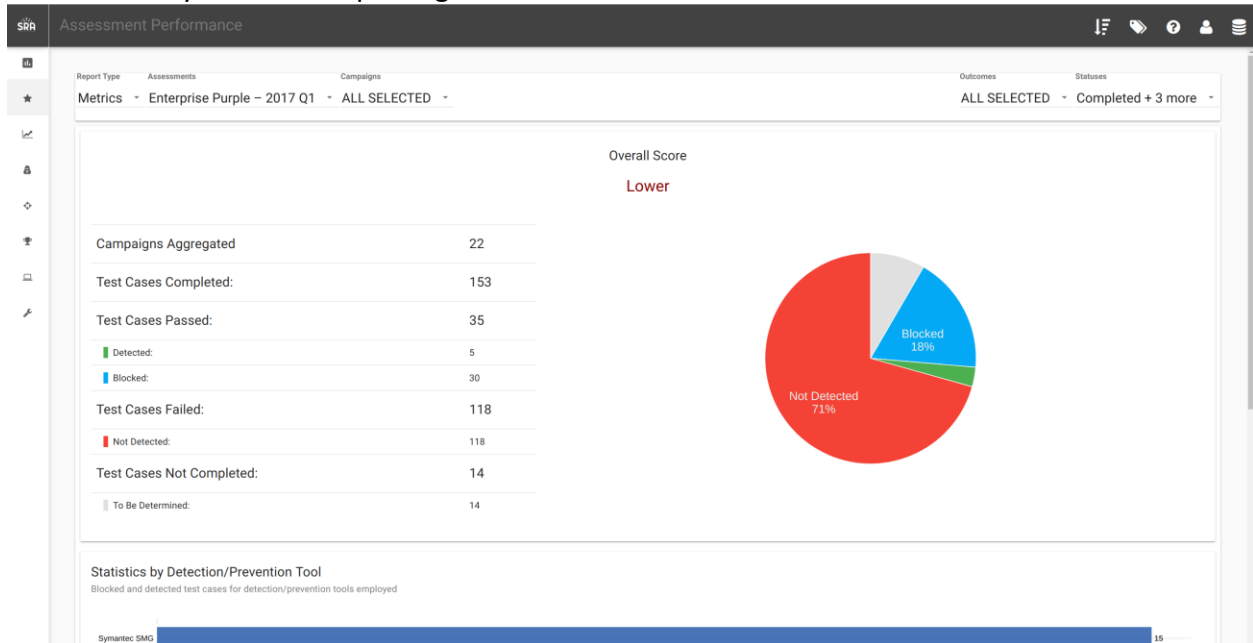 SRA Assessment Performance
Report Type Assessments Campaigns Outcomes Statuses
Metrics Enterprise Purple – 2017 Q1 ALL SELECTED ALL SELECTED Completed + 3 more
Overall Score
Lower
Campaigns Aggregated 22
Test Cases Completed: 153
Test Cases Passed: 35
Detected: 5
Blocked: 30
Test Cases Failed: 118
Not Detected: 118
Test Cases Not Completed: 14
To Be Determined: 14
Blocked
18%
Not Detected
71%
Statistics by Detection/Prevention Tool
Blocked and detected test cases for detection/prevention tools employed
Symantec SMG 15